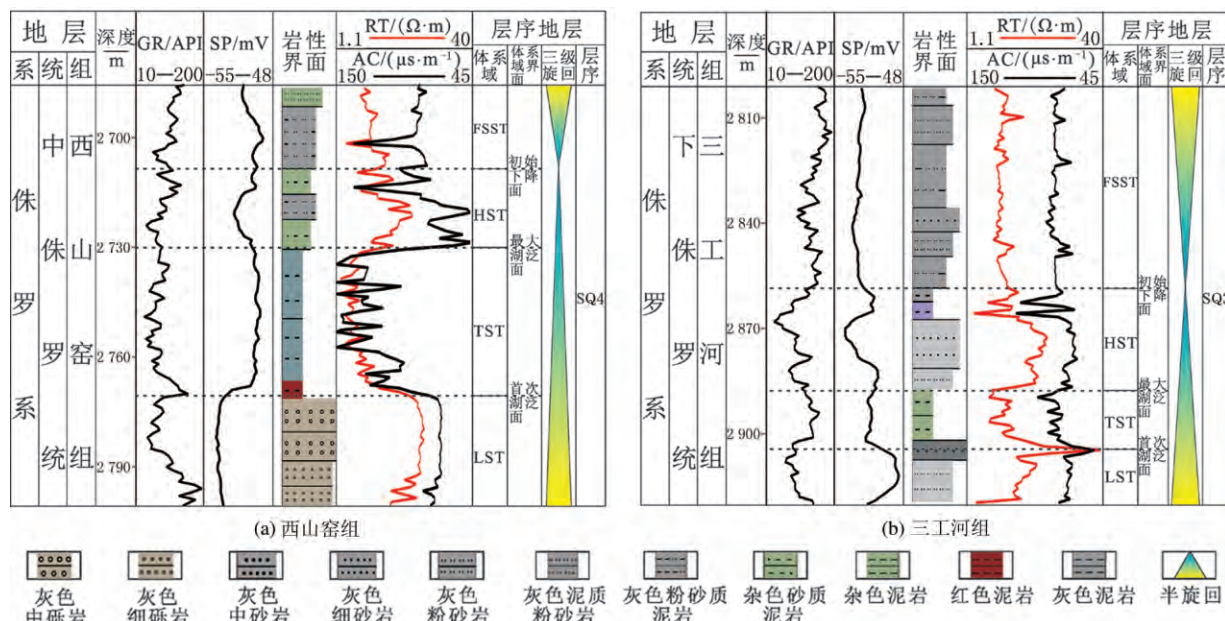 地 层
深度
m
GR/API
SP/mV
岩性
界面
RT/(Ω·m)
1.1
40
AC/(μs·m⁻¹)
150
45
层序地层
体系域
体系域界面
三级旋回
层序
系 统 组
10—200
—55—48
中 西
侏
侏 山
罗
罗 窑
系
统 组
2 700
2 730
2 760
2 790
FSST
初始下降面
HST
最大湖泛面
TST
首次湖泛面
LST
SQ4
(a) 西山窑组
地 层
深度
m
GR/API
SP/mV
岩性
界面
RT/(Ω·m)
1.1
40
AC/(μs·m⁻¹)
150
45
层序地层
体系域
体系域界面
三级旋回
层序
系 统 组
10—200
—55—48
下 三
侏
侏 工
罗
罗 河
系
统 组
2 810
2 840
2 870
2 900
FSST
初始下降面
HST
最大湖泛面
TST
首次湖泛面
LST
(b) 三工河组
灰色
中砾岩
灰色
细砾岩
灰色
中砂岩
灰色
细砂岩
灰色
粉砂岩
灰色泥质
粉砂岩
灰色粉砂质
泥岩
杂色砂质
泥岩
杂色泥岩
红色泥岩
灰色泥岩
半旋回